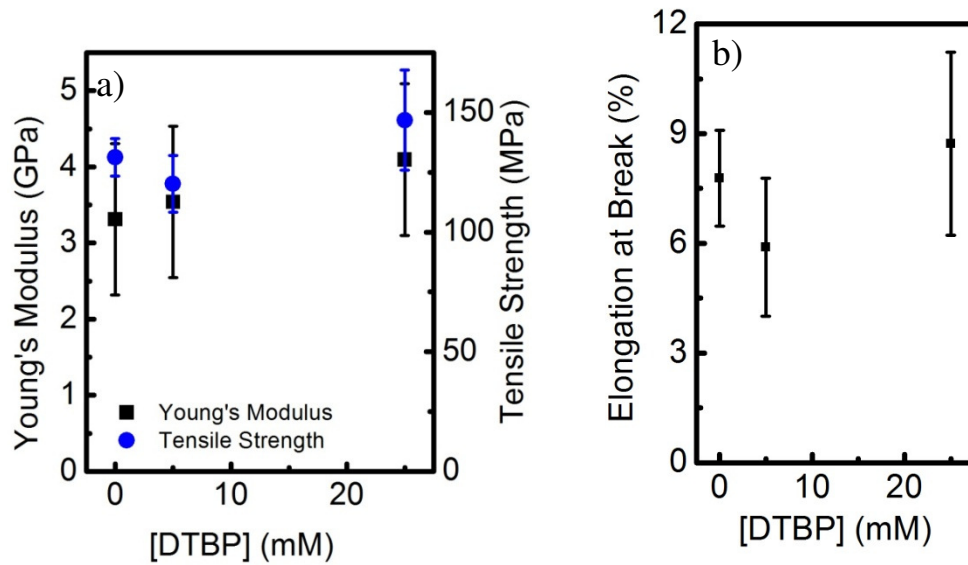 a)
Young's Modulus (GPa)
5
4
3
2
1
0
Tensile Strength (MPa)
150
100
50
0
Young's Modulus
Tensile Strength
0 10 20
[DTBP] (mM)
b)
Elongation at Break (%)
12
9
6
3
0
0 10 20
[DTBP] (mM)